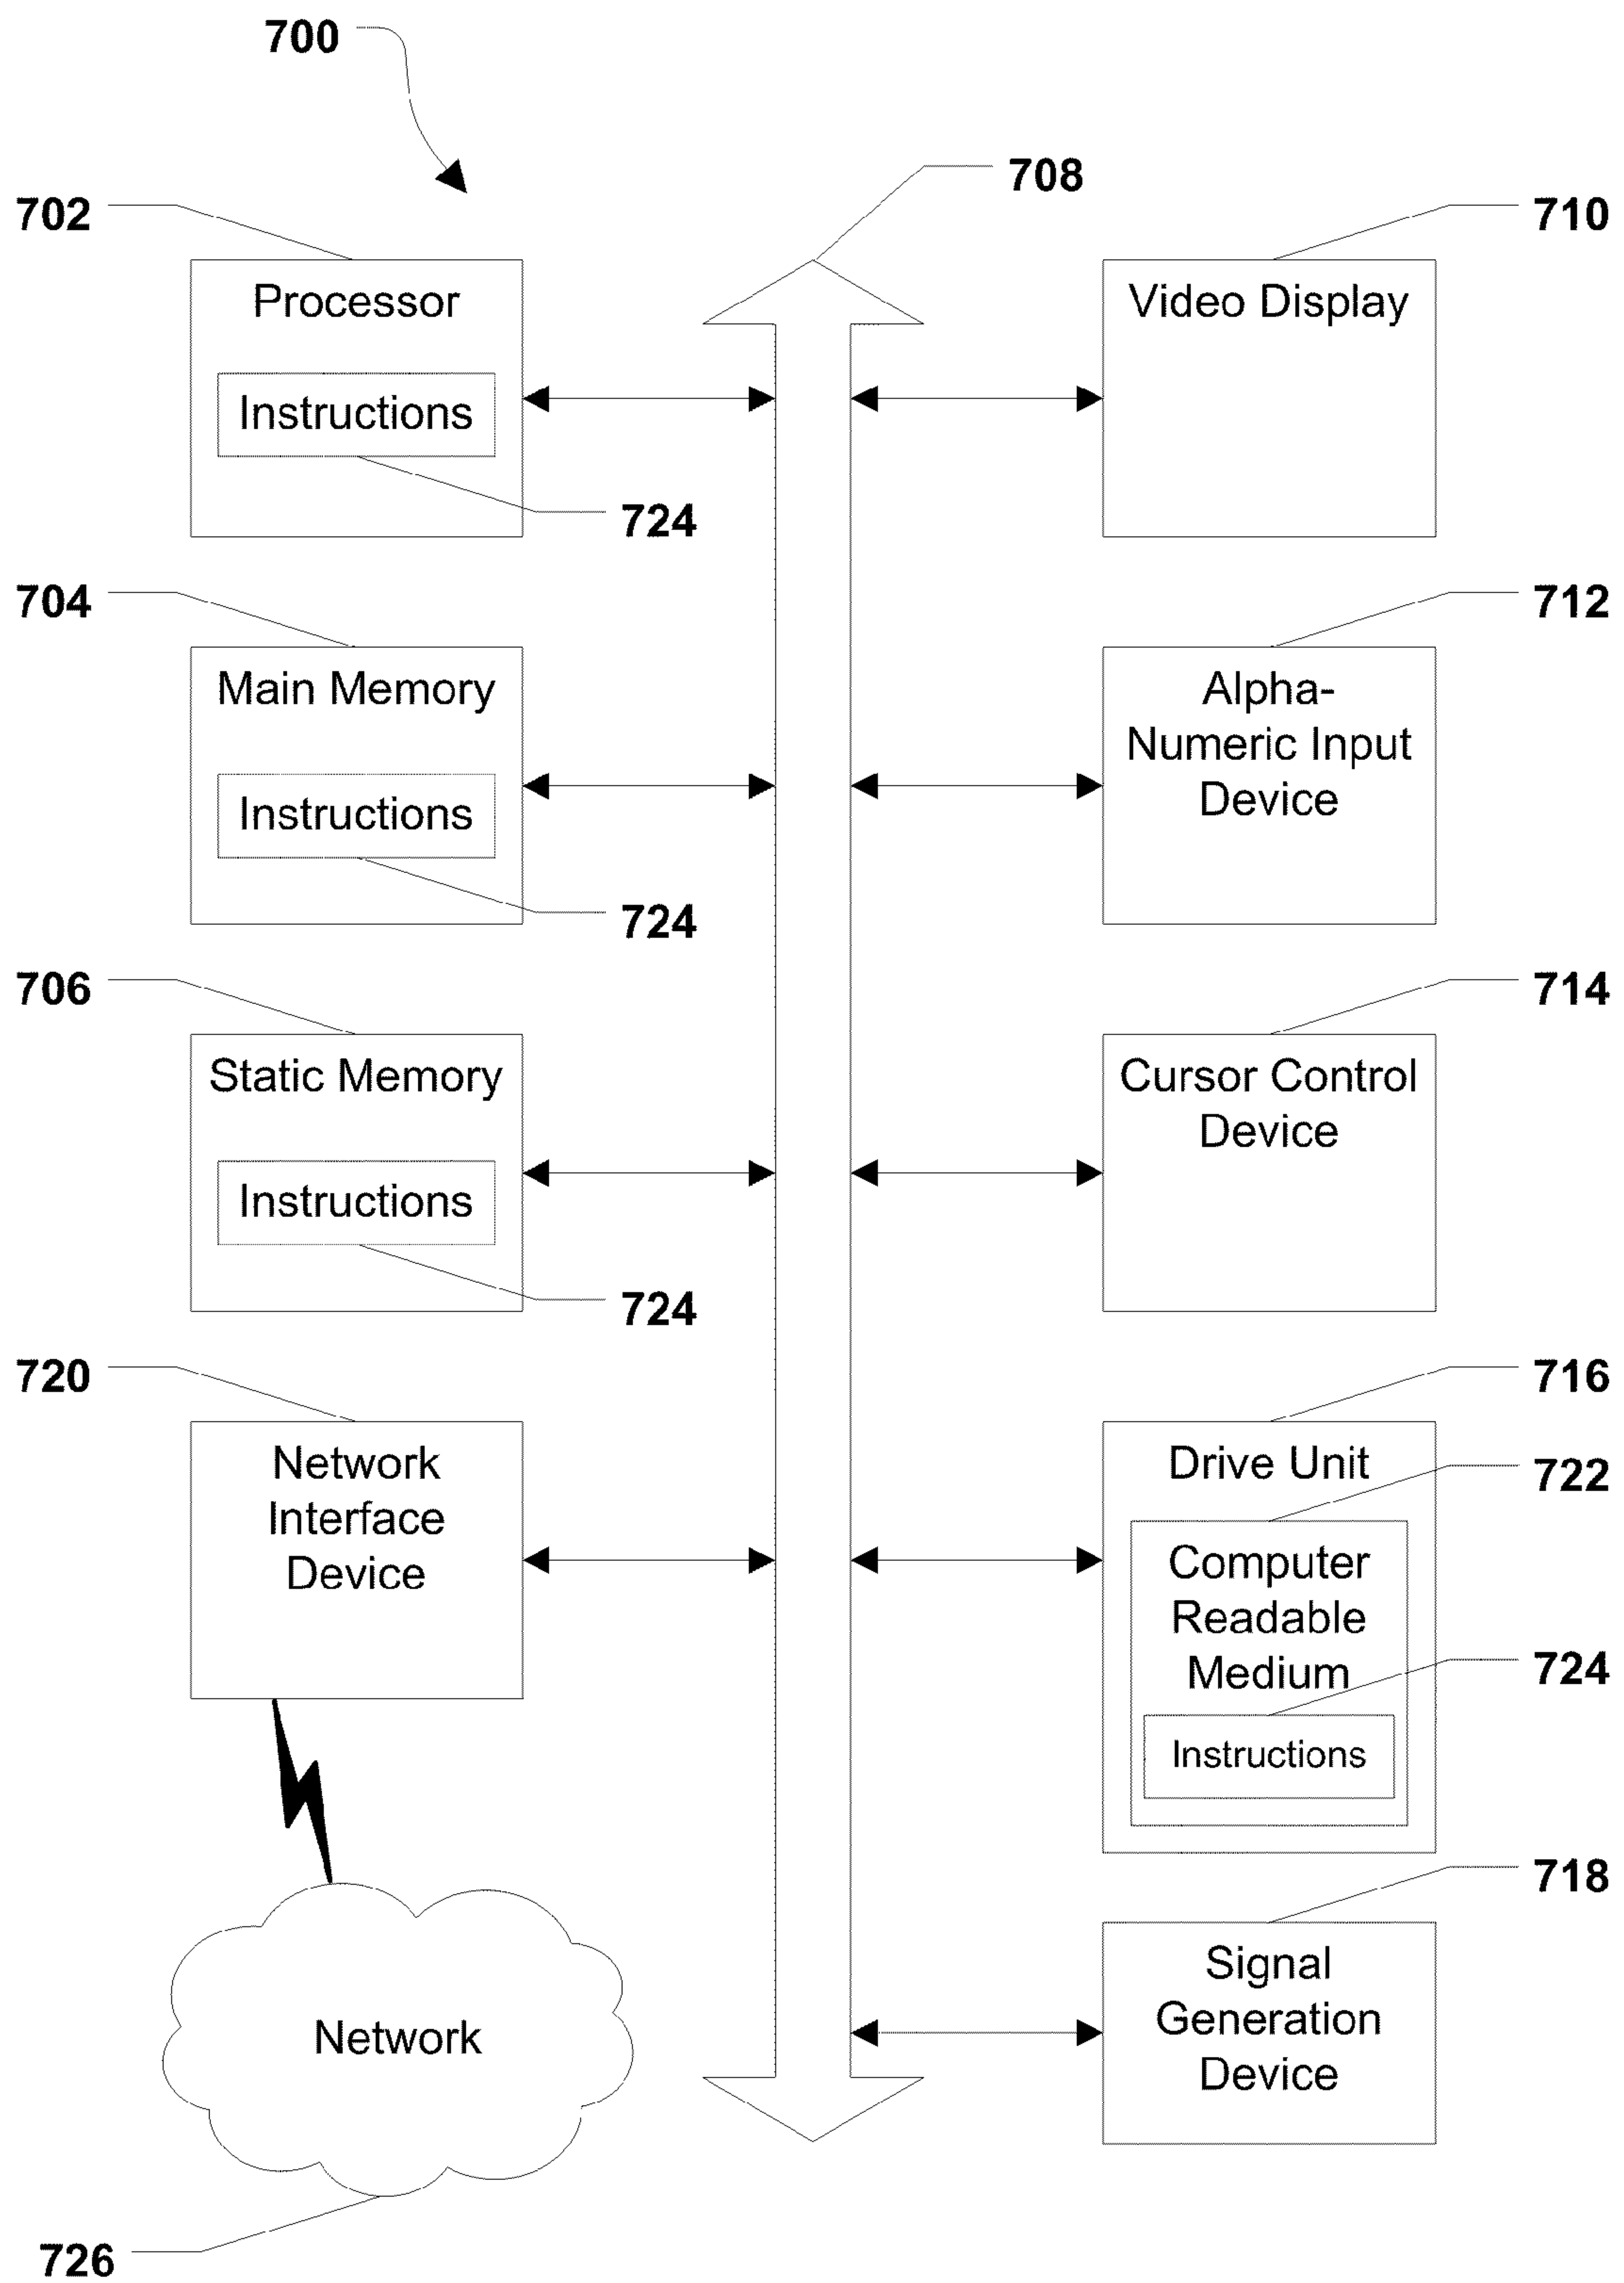 700
708
702
710
Processor
Video Display
Instructions
724
704
712
Main Memory
Alpha-
Numeric Input
Device
Instructions
724
706
714
Static Memory
Cursor Control
Device
Instructions
724
720
716
Network
Interface
Device
Drive Unit
722
Computer
Readable
Medium
724
Instructions
718
Signal
Generation
Device
Network
726